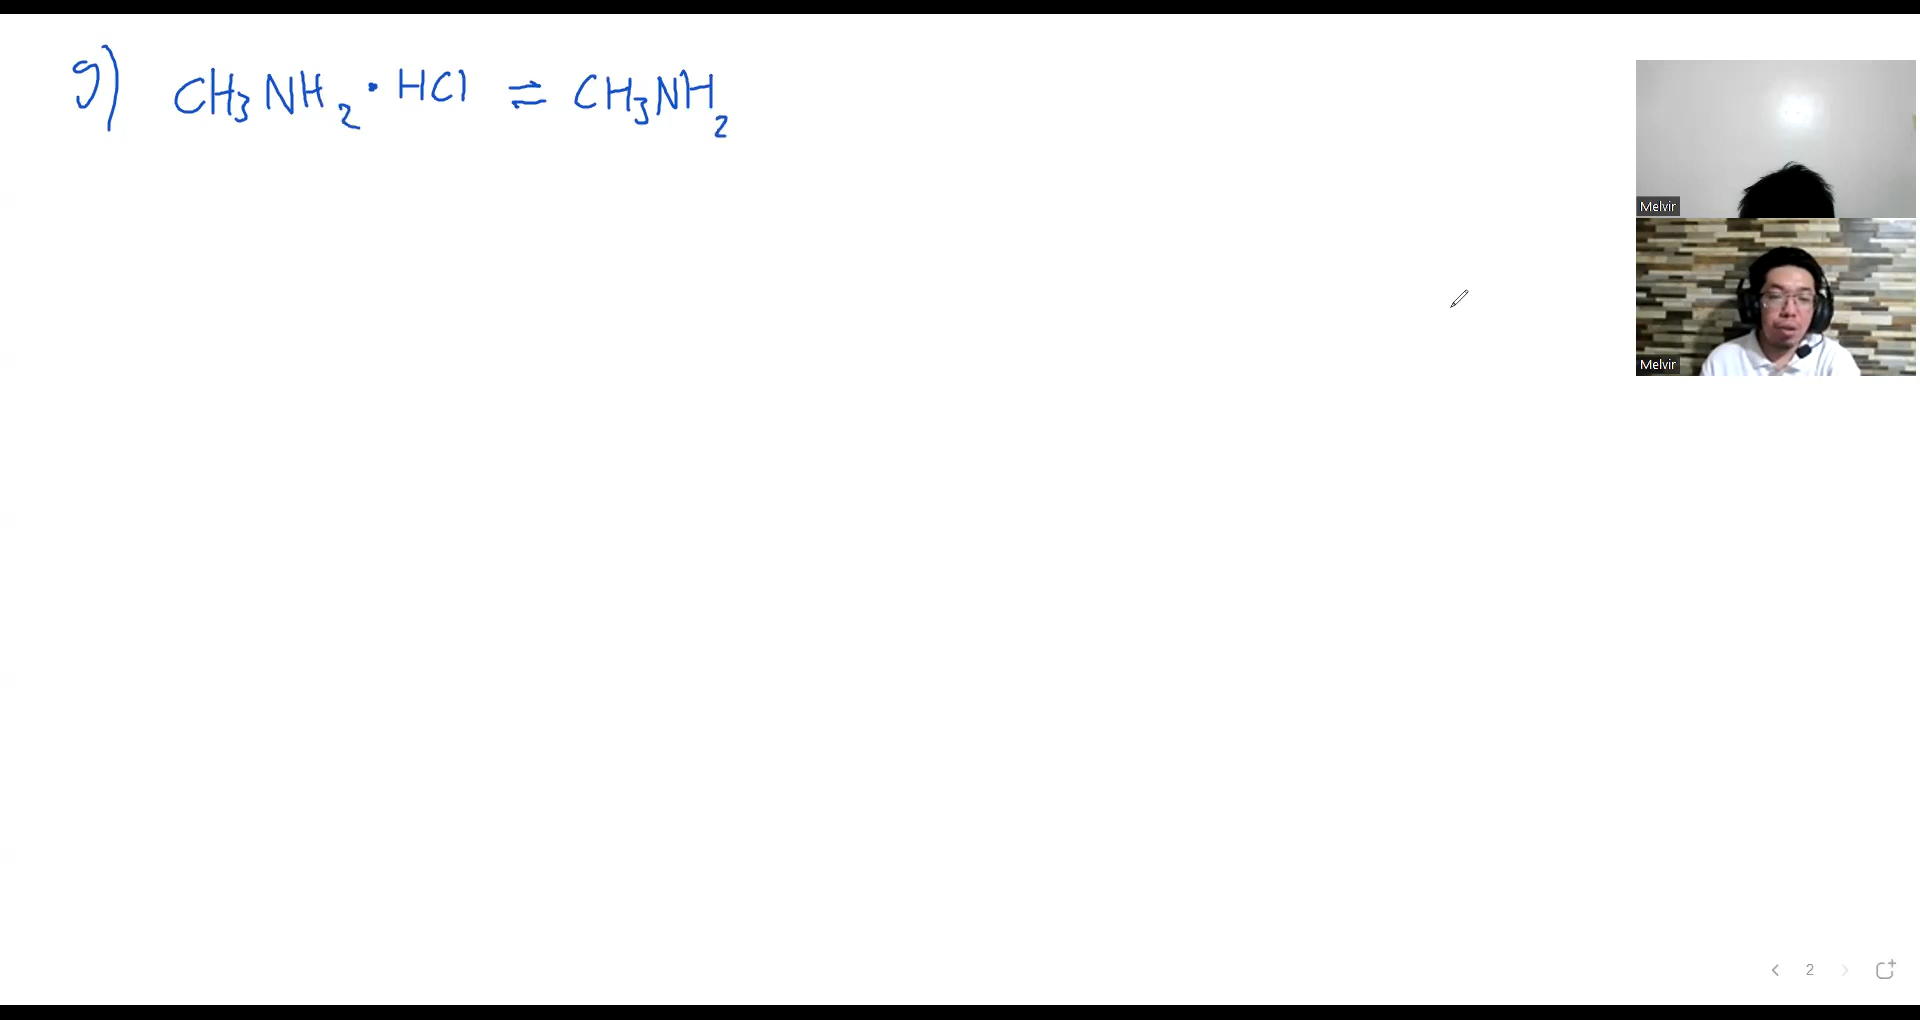 9) CH₃NH₂ · HCl ⇌ CH₃NH₂
Melvir
Melvir
2